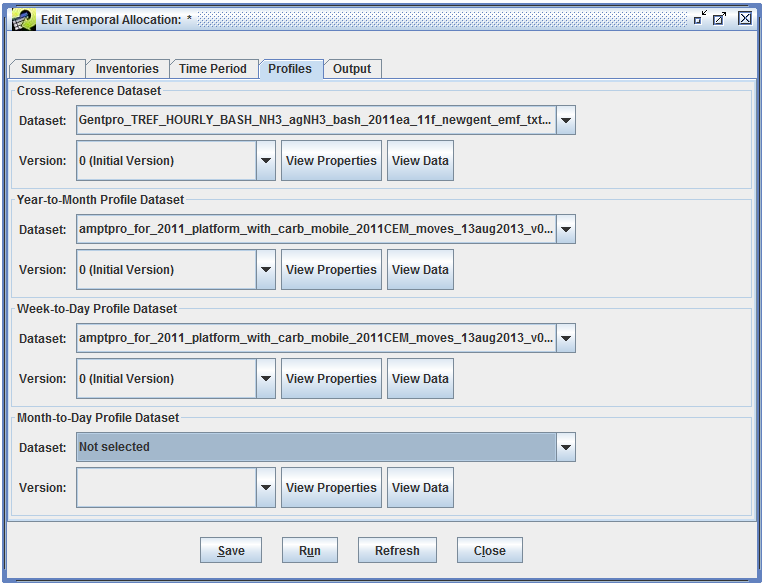 Edit Temporal Allocation: *
Summary Inventories Time Period Profiles Output
Cross-Reference Dataset
Dataset: Gentpro_TREF_HOURLY_BASH_NH3_agNH3_bash_2011ea_11f_newgent_emf_txt...
Version: 0 (Initial Version) View Properties View Data
Year-to-Month Profile Dataset
Dataset: amptpro_for_2011_platform_with_carb_mobile_2011CEM_moves_13aug2013_v0...
Version: 0 (Initial Version) View Properties View Data
Week-to-Day Profile Dataset
Dataset: amptpro_for_2011_platform_with_carb_mobile_2011CEM_moves_13aug2013_v0...
Version: 0 (Initial Version) View Properties View Data
Month-to-Day Profile Dataset
Dataset: Not selected
Version: View Properties View Data
Save Run Refresh Close